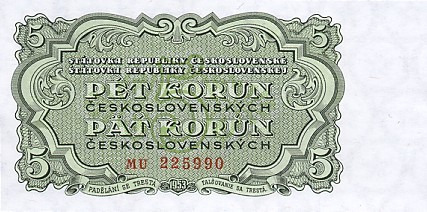 5 5
STÁTOVKA REPUBLIKY ČESKOSLOVENSKÉ
ŠTÁTOVKA REPUBLIKY ČESKOSLOVENSKEJ
PĚT KORUN
ČESKOSLOVENSKÝCH
PÄŤ KORÚN
ČESKOSLOVENSKÝCH
MU 225990
5 5
PADĚLÁNÍ SE TRESTÁ 1953 FALŠOVANIE SA TRESTÁ